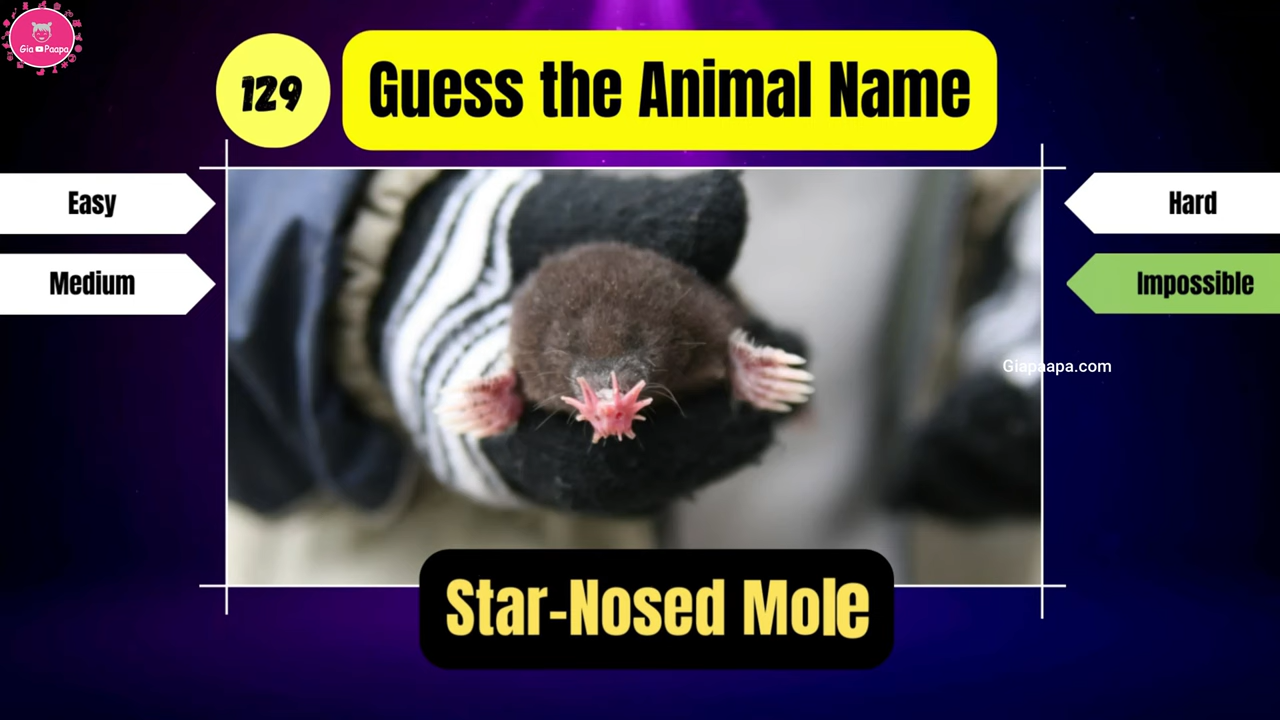 Gia Paapa
129
Guess the Animal Name
Easy
Medium
Hard
Impossible
Giapaapa.com
Star-Nosed Mole